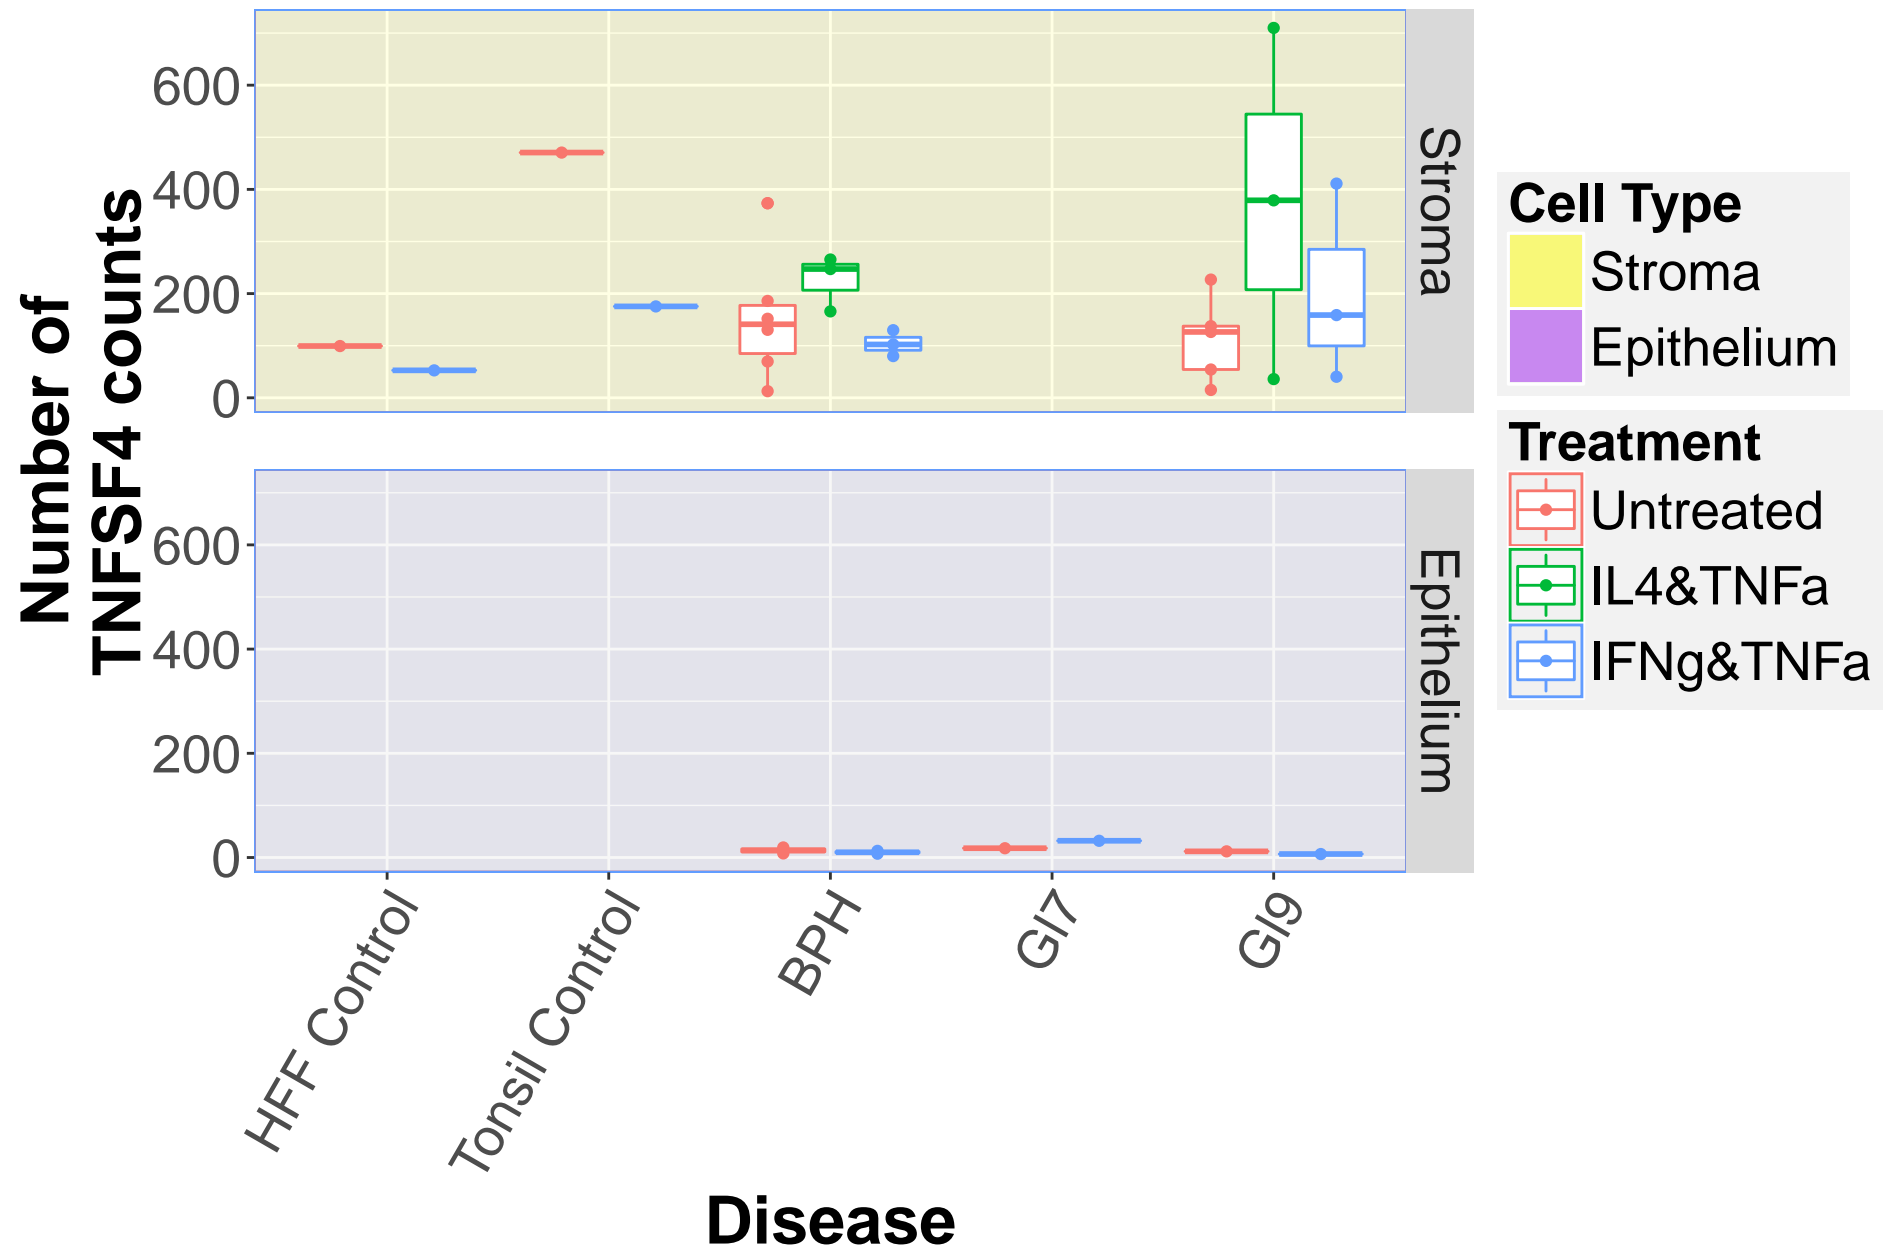 Number of
TNFSF4 counts
600
400
200
0
Stroma
600
400
200
0
Epithelium
HFF Control
Tonsil Control
BPH
Gl7
Gl9
Disease
Cell Type
Stroma
Epithelium
Treatment
Untreated
IL4&TNFa
IFNg&TNFa